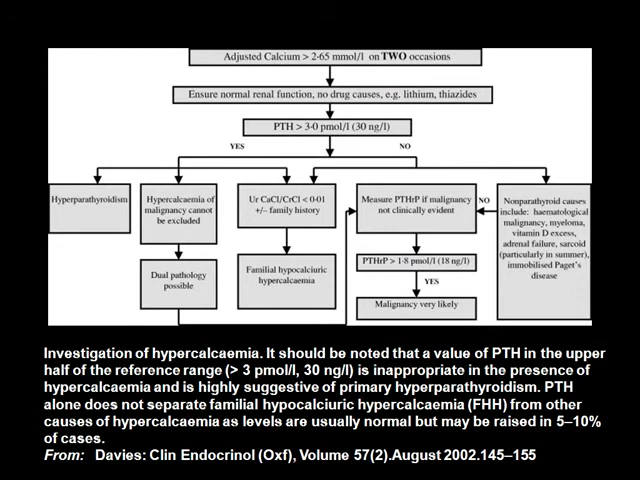 Adjusted Calcium > 2·65 mmol/l on TWO occasions
Ensure normal renal function, no drug causes, e.g. lithium, thiazides
PTH > 3·0 pmol/l (30 ng/l)
YES
NO
Hyperparathyroidism
Hypercalcaemia of
malignancy cannot
be excluded
Dual pathology
possible
Ur CaCl/CrCl < 0·01
+/– family history
Familial hypocalciuric
hypercalcaemia
Measure PTHrP if malignancy
not clinically evident
NO
PTHrP > 1·8 pmol/l (18 ng/l)
YES
Malignancy very likely
Nonparathyroid causes
include: haematological
malignancy, myeloma,
vitamin D excess,
adrenal failure, sarcoid
(particularly in summer),
immobilised Paget's
disease
Investigation of hypercalcaemia. It should be noted that a value of PTH in the upper
half of the reference range (> 3 pmol/l, 30 ng/l) is inappropriate in the presence of
hypercalcaemia and is highly suggestive of primary hyperparathyroidism. PTH
alone does not separate familial hypocalciuric hypercalcaemia (FHH) from other
causes of hypercalcaemia as levels are usually normal but may be raised in 5–10%
of cases.
From: Davies: Clin Endocrinol (Oxf), Volume 57(2).August 2002.145–155